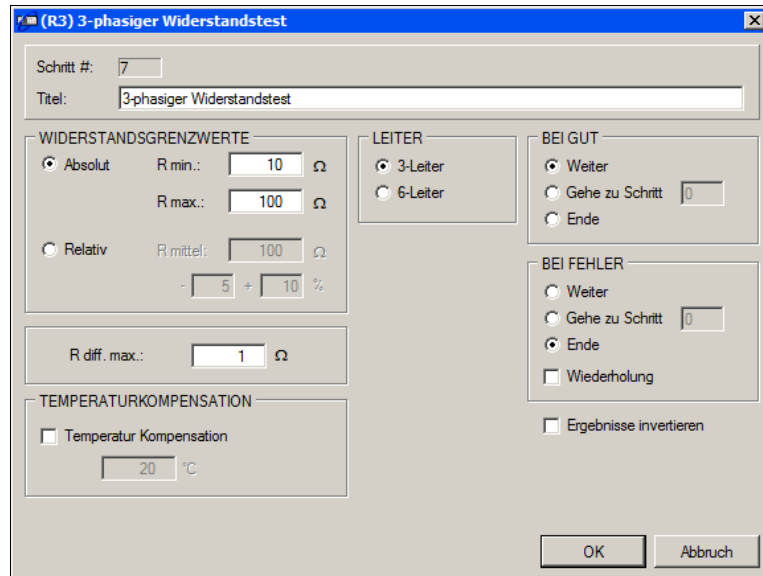 (R3) 3-phasiger Widerstandstest
Schritt #: 7
Titel: 3-phasiger Widerstandstest
WIDERSTANDSGRENZWERTE
Absolut R min.: 10 Ω
R max.: 100 Ω
Relativ R mittel: 100 Ω
- 5 + 10 %
R diff. max.: 1 Ω
TEMPERATURKOMPENSATION
Temperatur Kompensation
20 °C
LEITER
3-Leiter
6-Leiter
BEI GUT
Weiter
Gehe zu Schritt 0
Ende
BEI FEHLER
Weiter
Gehe zu Schritt 0
Ende
Wiederholung
Ergebnisse invertieren
OK Abbruch